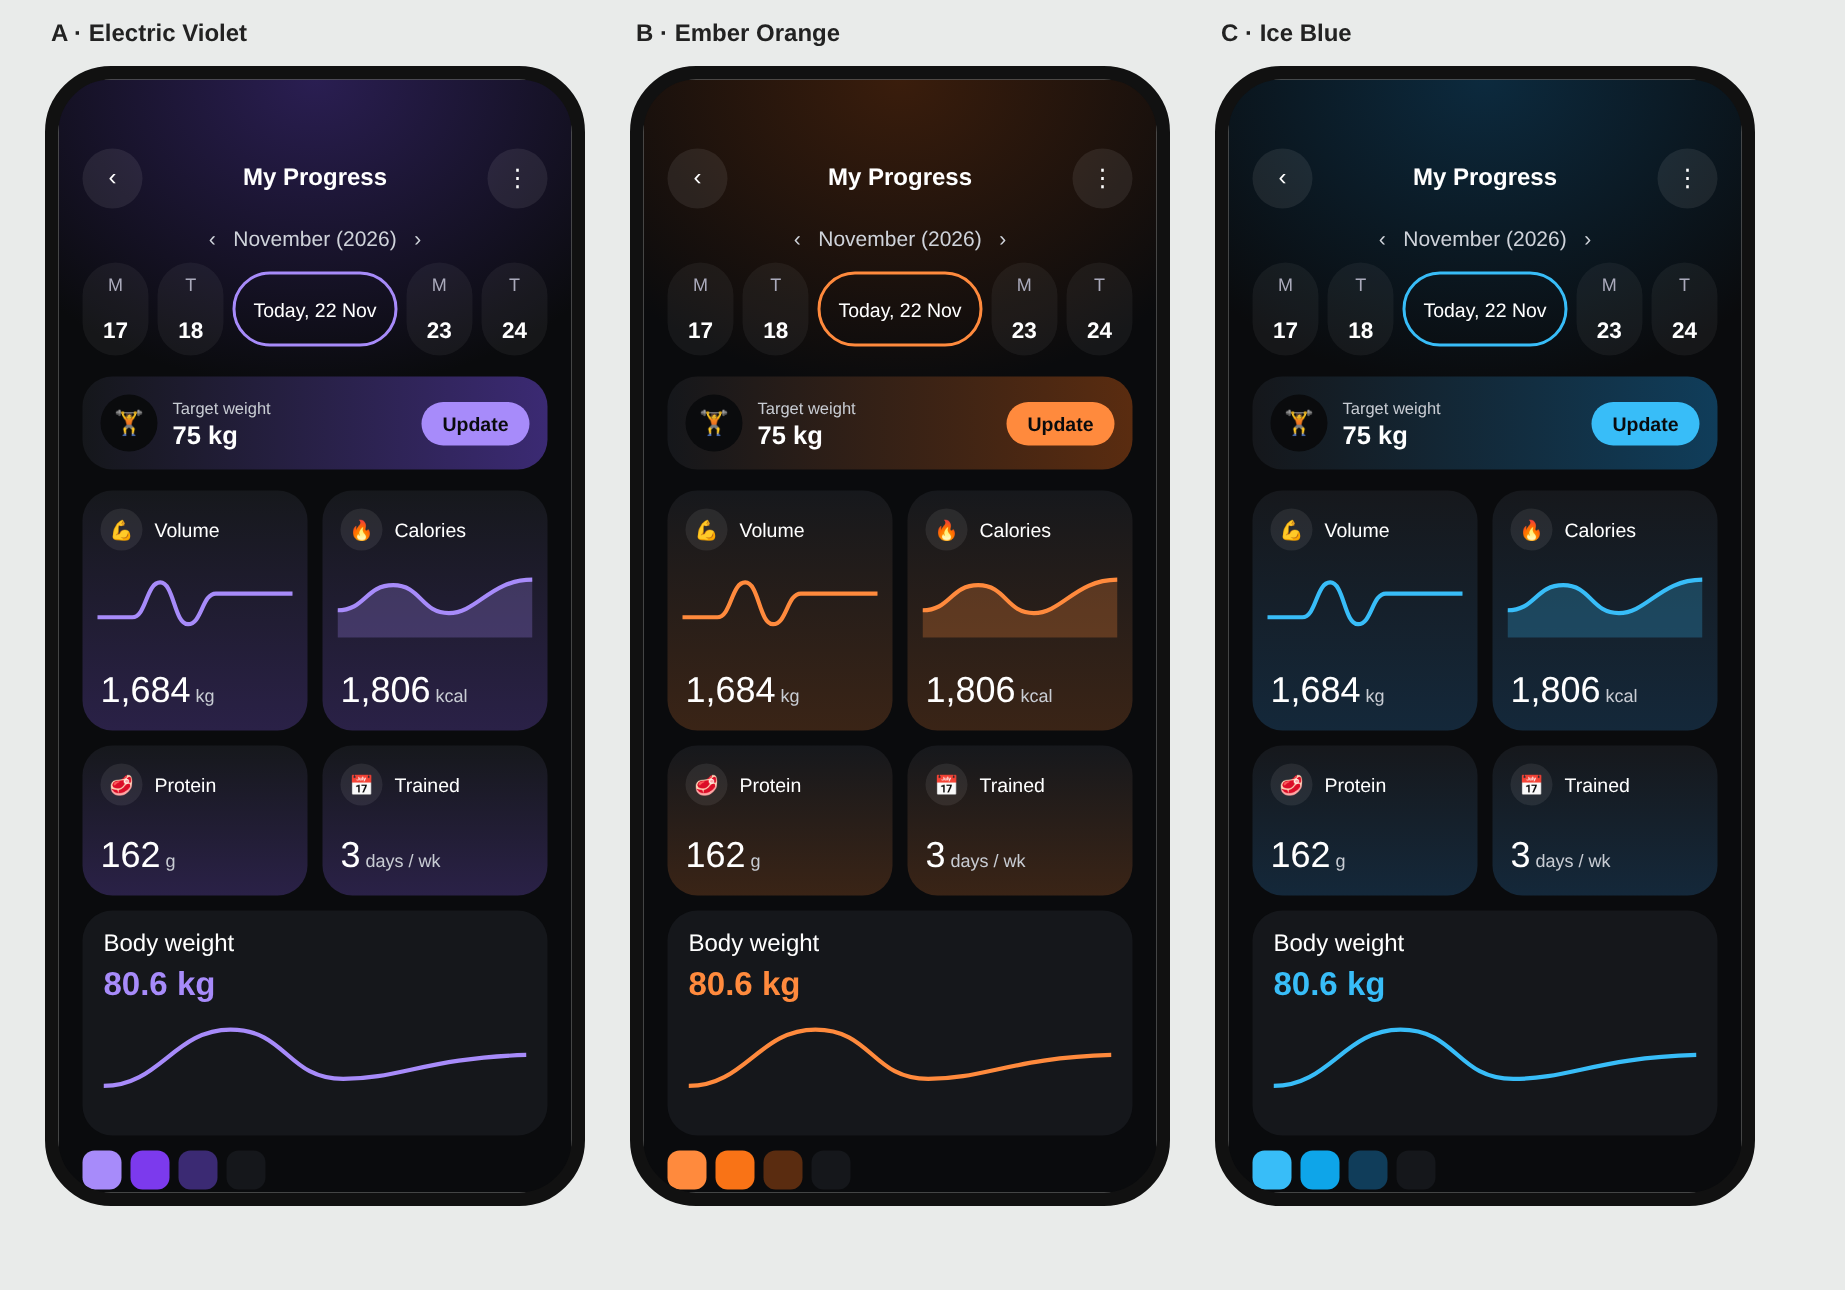 A · Electric Violet
‹ My Progress ⋮
‹ November (2026) ›
M T M T
Today, 22 Nov
17 18 23 24
Target weight
75 kg
Update
Volume
1,684 kg
Calories
1,806 kcal
Protein
162 g
Trained
3 days / wk
Body weight
80.6 kg
B · Ember Orange
‹ My Progress ⋮
‹ November (2026) ›
M T M T
Today, 22 Nov
17 18 23 24
Target weight
75 kg
Update
Volume
1,684 kg
Calories
1,806 kcal
Protein
162 g
Trained
3 days / wk
Body weight
80.6 kg
C · Ice Blue
‹ My Progress ⋮
‹ November (2026) ›
M T M T
Today, 22 Nov
17 18 23 24
Target weight
75 kg
Update
Volume
1,684 kg
Calories
1,806 kcal
Protein
162 g
Trained
3 days / wk
Body weight
80.6 kg